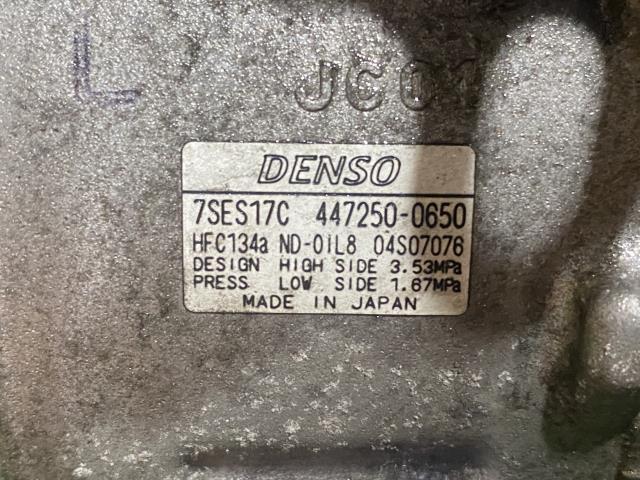 L
JC01
DENSO
7SES17C 447250-0650
HFC134a ND-OIL8 04S07076
DESIGN HIGH SIDE 3.53MPa
PRESS LOW SIDE 1.67MPa
MADE IN JAPAN